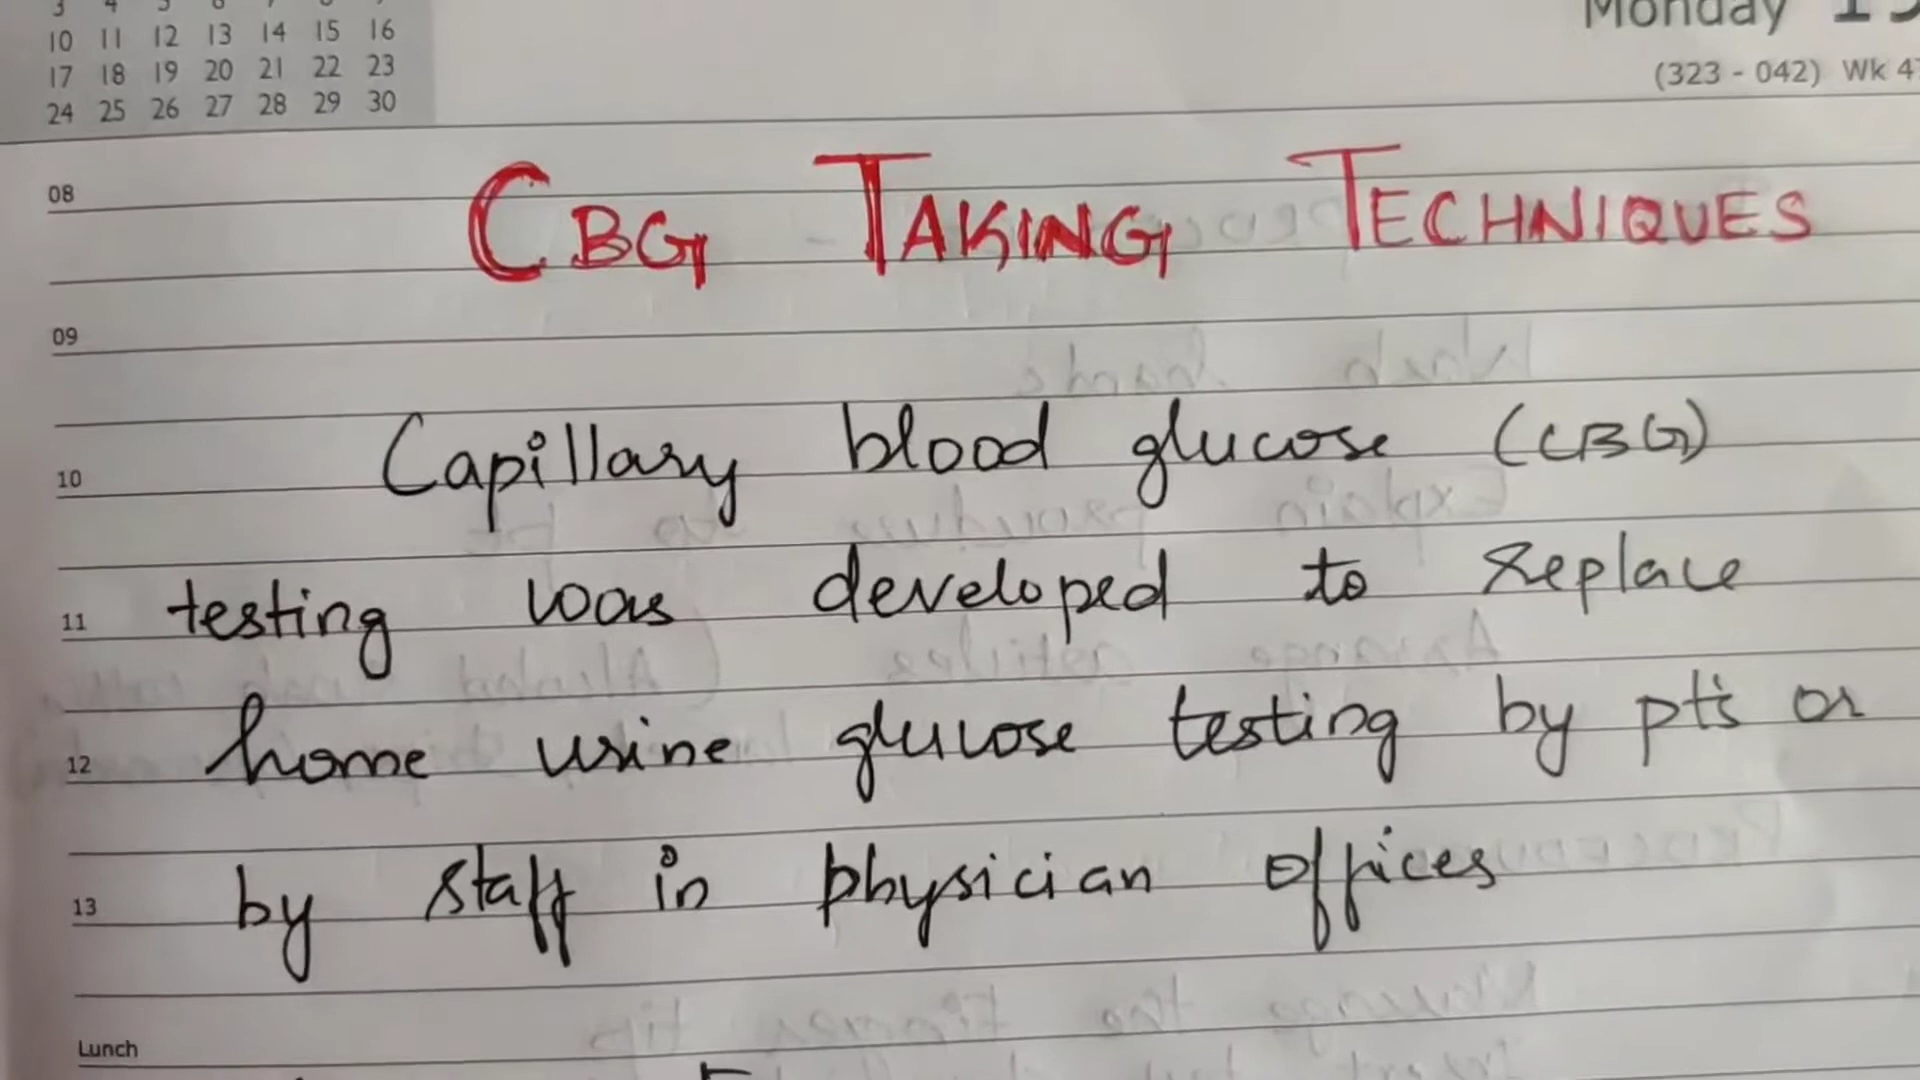 10 11 12 13 14 15 16
17 18 19 20 21 22 23
24 25 26 27 28 29 30
Monday
(323 - 042) Wk 47
08
CBG TAKING TECHNIQUES
09
10 Capillary blood glucose (CBG)
11 testing was developed to replace
12 home urine glucose testing by pt's or
13 by staff in physician offices
Lunch